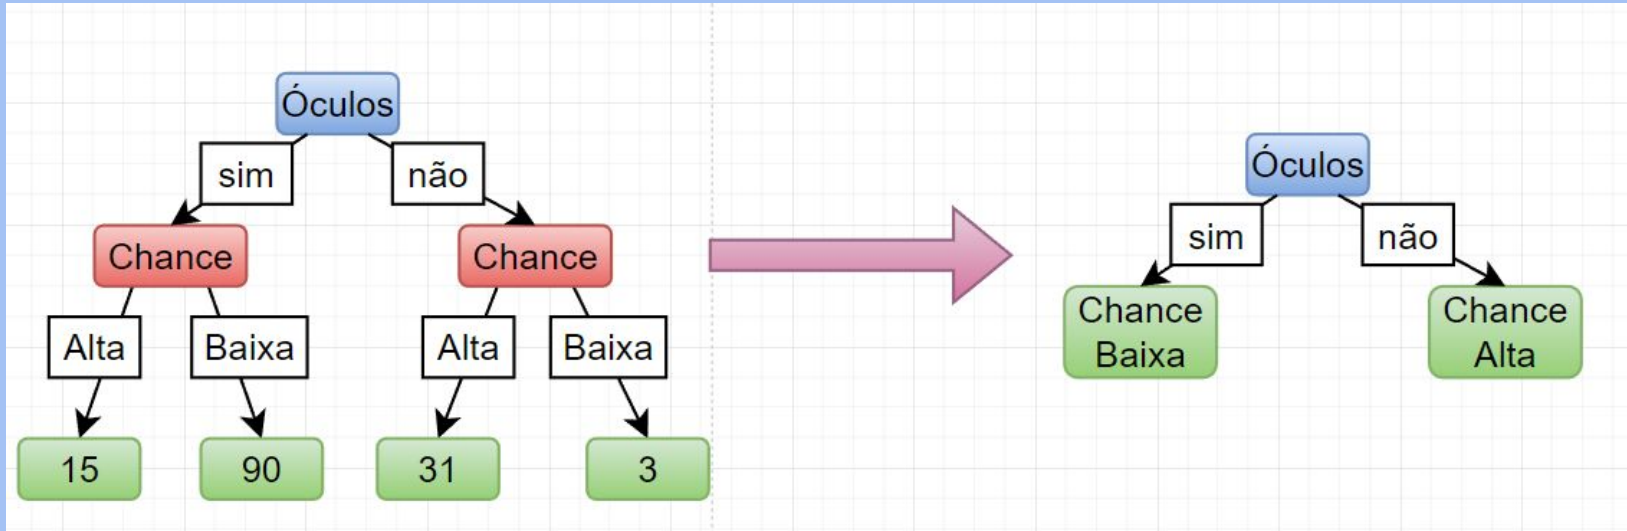 Óculos
sim
não
Chance
Chance
Alta
Baixa
Alta
Baixa
15
90
31
3
Óculos
sim
não
Chance
Baixa
Chance
Alta